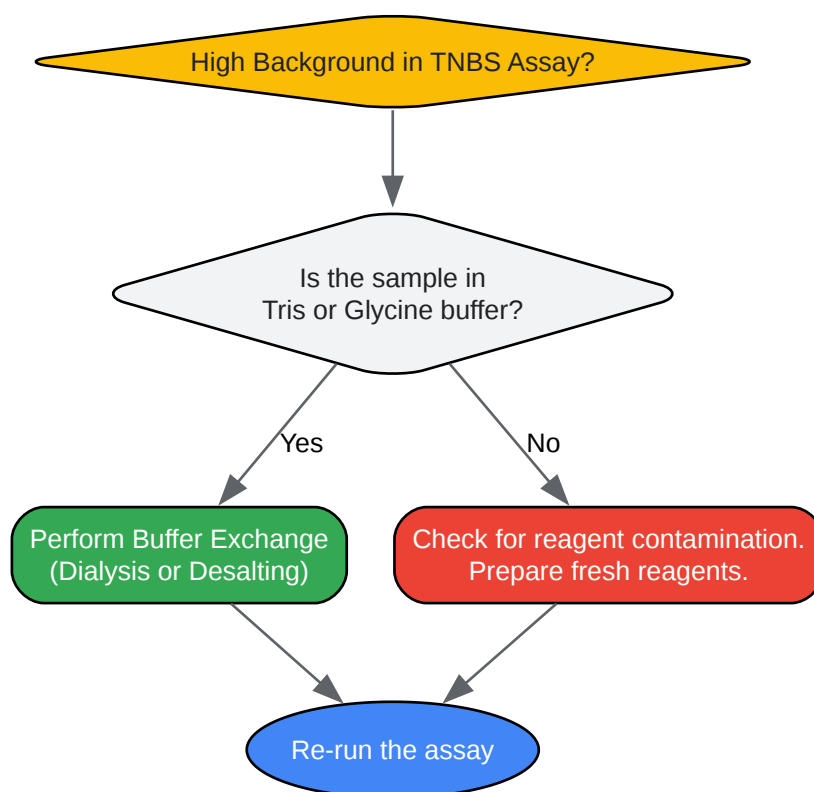 High Background in TNBS Assay?
Is the sample in
Tris or Glycine buffer?
Yes
No
Perform Buffer Exchange
(Dialysis or Desalting)
Check for reagent contamination.
Prepare fresh reagents.
Re-run the assay